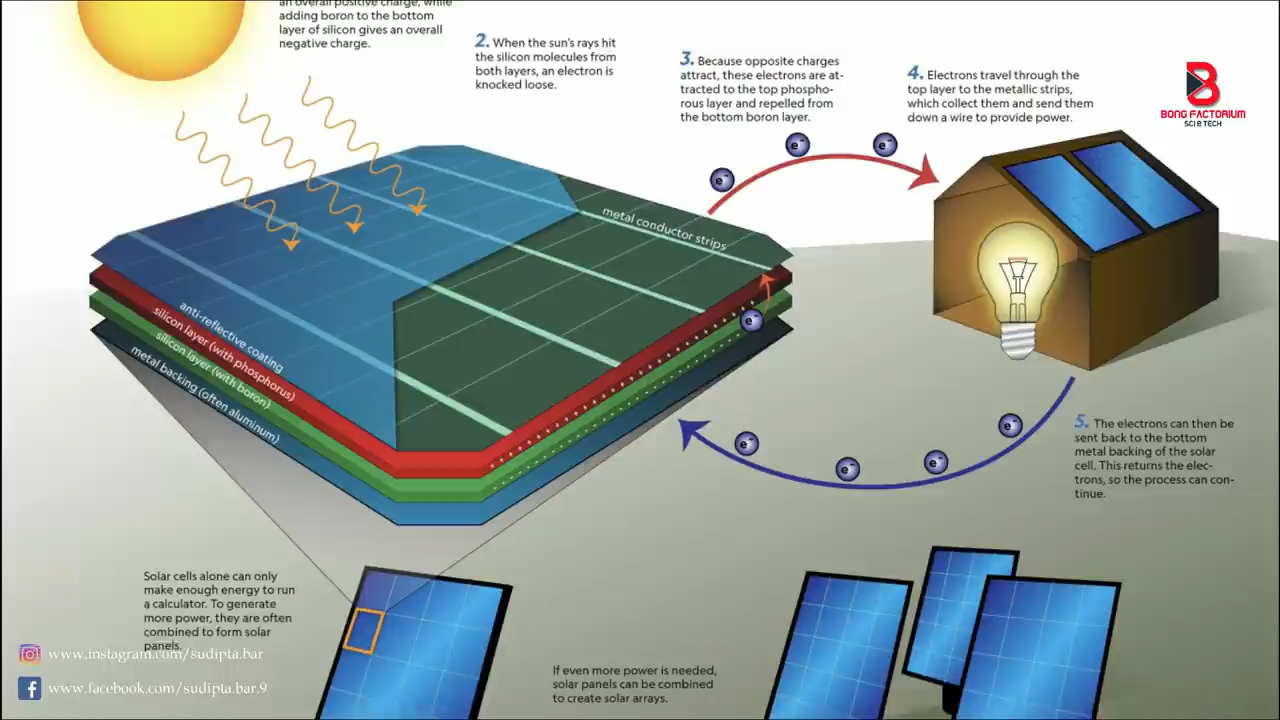 an overall positive charge, while
adding boron to the bottom
layer of silicon gives an overall
negative charge.
2. When the sun's rays hit
the silicon molecules from
both layers, an electron is
knocked loose.
3. Because opposite charges
attract, these electrons are at-
tracted to the top phospho-
rous layer and repelled from
the bottom boron layer.
4. Electrons travel through the
top layer to the metallic strips,
which collect them and send them
down a wire to provide power.
BONG FACTORIUM
SCI & TECH
e-
e-
e-
metal conductor strips
e-
anti-reflective coating
silicon layer (with phosphorus)
silicon layer (with boron)
metal backing (often aluminum)
e-
e-
e-
e-
5. The electrons can then be
sent back to the bottom
metal backing of the solar
cell. This returns the elec-
trons, so the process can con-
tinue.
Solar cells alone can only
make enough energy to run
a calculator. To generate
more power, they are often
combined to form solar
panels.
www.instagram.com/sudipta.bar
www.facebook.com/sudipta.bar.9
If even more power is needed,
solar panels can be combined
to create solar arrays.